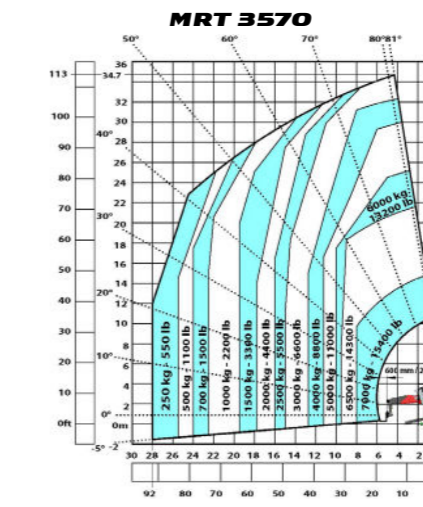 MRT 3570
50° 60° 70° 80° 81°
36
113 34.7
32
100 30
90 40° 28
26
80 24
70 22
30° 20
60 18
50 16
14
40 20° 12
30 10
8
20 10° 6
4
10 2
0°
0ft 0m
-5° -2
250 kg - 550 lb
500 kg - 1100 lb
700 kg - 1500 lb
1000 kg - 2200 lb
1500 kg - 3300 lb
2000 kg - 4400 lb
2500 kg - 5500 lb
3000 kg - 6600 lb
4000 kg - 8800 lb
5000 kg - 11000 lb
6500 kg - 14300 lb
7000 kg - 15400 lb
6000 kg
13200 lb
600 mm / 2
30 28 26 24 22 20 18 16 14 12 10 8 6 4 2
92 80 70 60 50 40 30 20 10